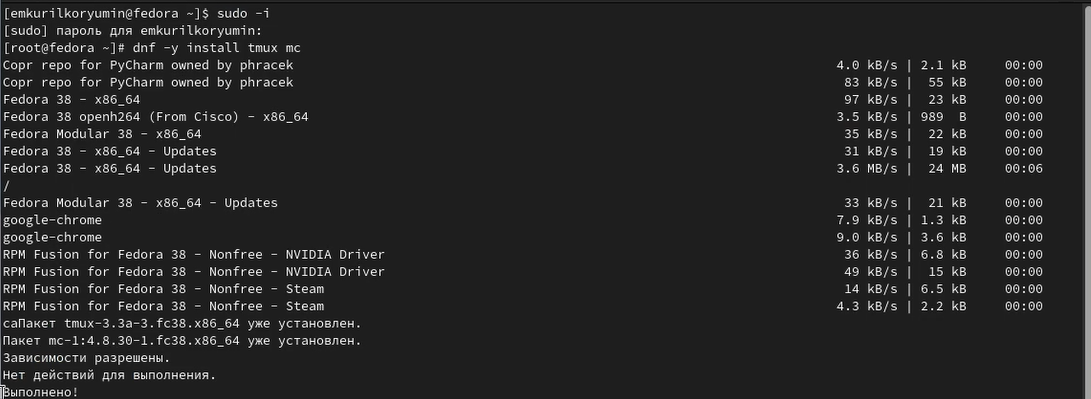 [emkurilkoryumin@fedora ~]$ sudo -i
[sudo] пароль для emkurilkoryumin:
[root@fedora ~]# dnf -y install tmux mc
Copr repo for PyCharm owned by phracek 4.0 kB/s | 2.1 kB 00:00
Copr repo for PyCharm owned by phracek 83 kB/s | 55 kB 00:00
Fedora 38 - x86_64 97 kB/s | 23 kB 00:00
Fedora 38 openh264 (From Cisco) - x86_64 3.5 kB/s | 989 B 00:00
Fedora Modular 38 - x86_64 35 kB/s | 22 kB 00:00
Fedora 38 - x86_64 - Updates 31 kB/s | 19 kB 00:00
Fedora 38 - x86_64 - Updates 3.6 MB/s | 24 MB 00:06
/
Fedora Modular 38 - x86_64 - Updates 33 kB/s | 21 kB 00:00
google-chrome 7.9 kB/s | 1.3 kB 00:00
google-chrome 9.0 kB/s | 3.6 kB 00:00
RPM Fusion for Fedora 38 - Nonfree - NVIDIA Driver 36 kB/s | 6.8 kB 00:00
RPM Fusion for Fedora 38 - Nonfree - NVIDIA Driver 49 kB/s | 15 kB 00:00
RPM Fusion for Fedora 38 - Nonfree - Steam 14 kB/s | 6.5 kB 00:00
RPM Fusion for Fedora 38 - Nonfree - Steam 4.3 kB/s | 2.2 kB 00:00
саПакет tmux-3.3a-3.fc38.x86_64 уже установлен.
Пакет mc-1:4.8.30-1.fc38.x86_64 уже установлен.
Зависимости разрешены.
Нет действий для выполнения.
Выполнено!